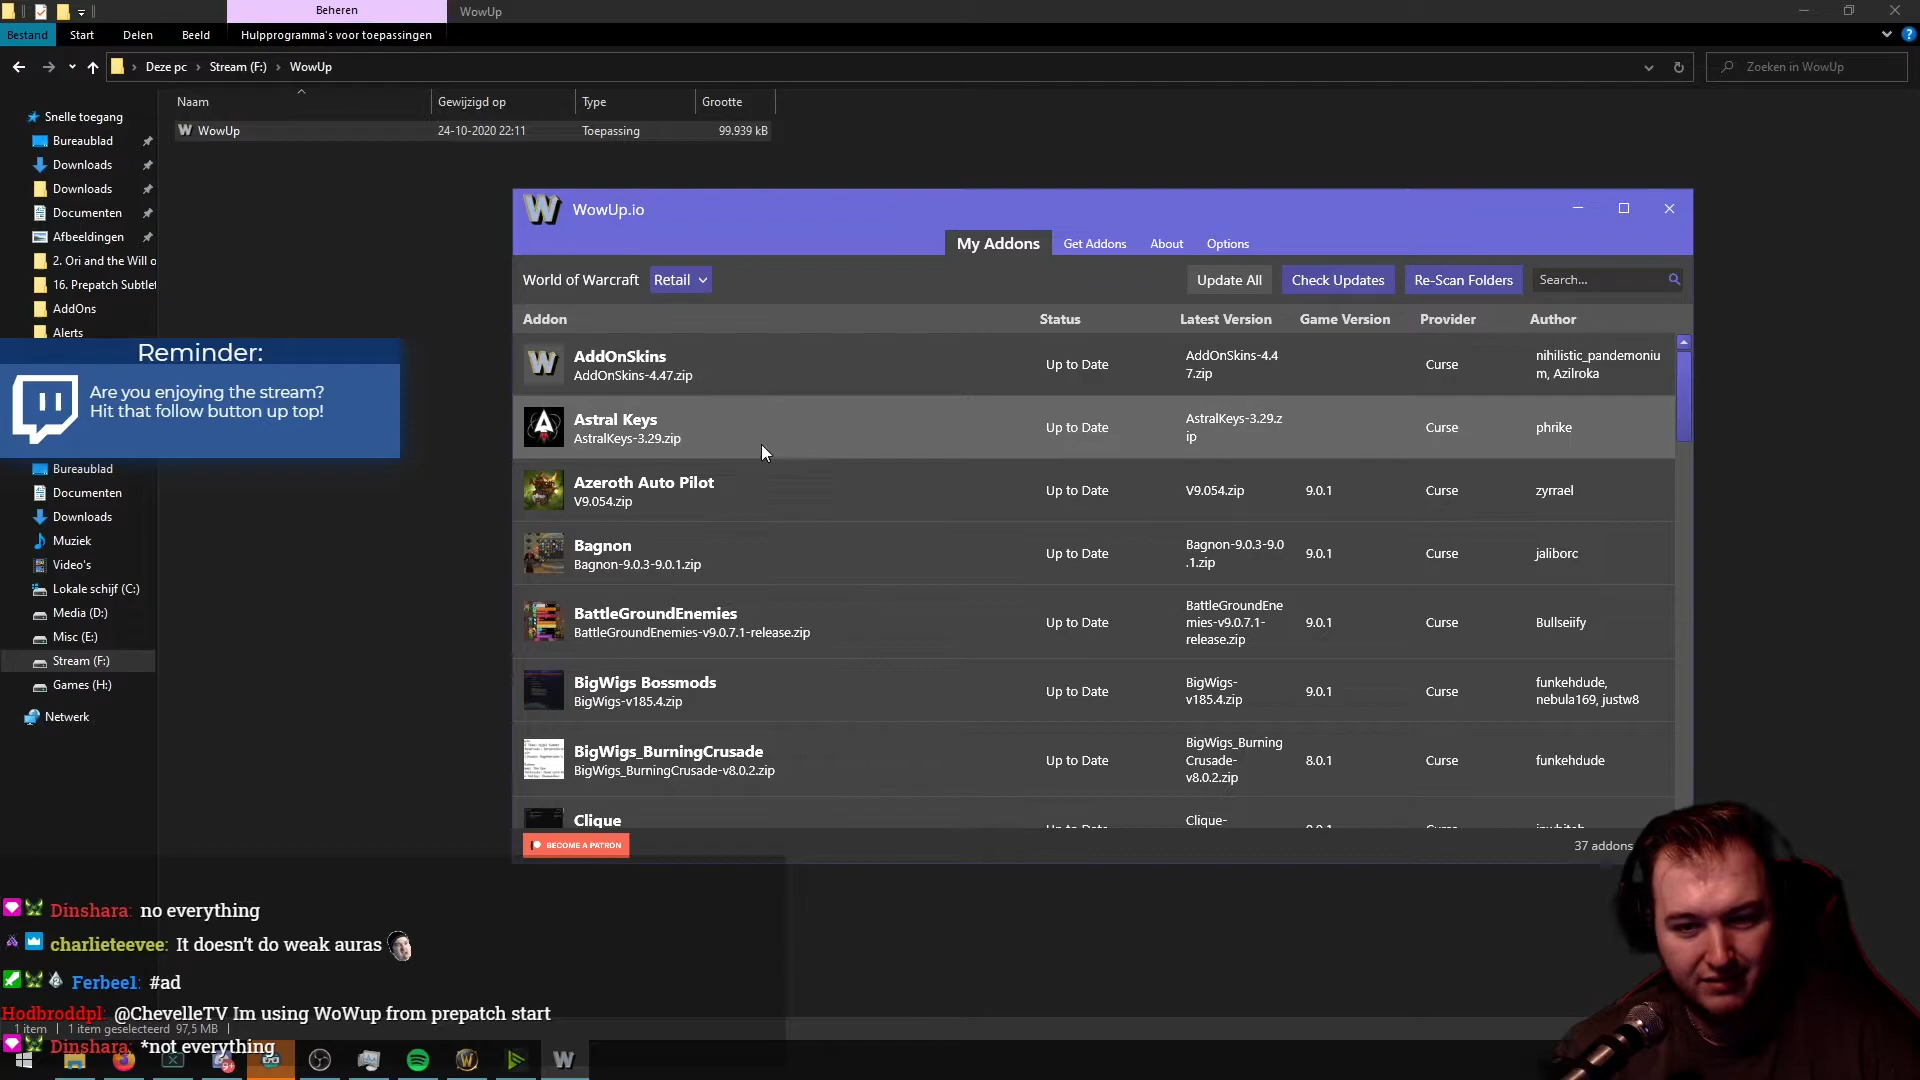 Beheren
WowUp
Bestand
Start
Delen
Beeld
Hulpprogramma's voor toepassingen
Deze pc
Stream (F:)
WowUp
Zoeken in WowUp
Naam
Gewijzigd op
Type
Grootte
WowUp
24-10-2020 22:11
Toepassing
99.939 kB
Snelle toegang
Bureaublad
Downloads
Downloads
Documenten
Afbeeldingen
2. Ori and the Will o
16. Prepatch Subtlet
AddOns
Alerts
Reminder:
Are you enjoying the stream?
Hit that follow button up top!
Bureaublad
Documenten
Downloads
Muziek
Video's
Lokale schijf (C:)
Media (D:)
Misc (E:)
Stream (F:)
Games (H:)
Netwerk
WowUp.io
My Addons
Get Addons
About
Options
World of Warcraft
Retail
Update All
Check Updates
Re-Scan Folders
Search...
Addon
Status
Latest Version
Game Version
Provider
Author
AddOnSkins
AddOnSkins-4.47.zip
Up to Date
AddOnSkins-4.4
7.zip
Curse
nihilistic_pandemoniu
m, Azilroka
Astral Keys
AstralKeys-3.29.zip
Up to Date
AstralKeys-3.29.z
ip
Curse
phrike
Azeroth Auto Pilot
V9.054.zip
Up to Date
V9.054.zip
9.0.1
Curse
zyrrael
Bagnon
Bagnon-9.0.3-9.0.1.zip
Up to Date
Bagnon-9.0.3-9.0
.1.zip
9.0.1
Curse
jaliborc
BattleGroundEnemies
BattleGroundEnemies-v9.0.7.1-release.zip
Up to Date
BattleGroundEne
mies-v9.0.7.1-
release.zip
9.0.1
Curse
Bullseiify
BigWigs Bossmods
BigWigs-v185.4.zip
Up to Date
BigWigs-
v185.4.zip
9.0.1
Curse
funkehdude,
nebula169, justw8
BigWigs_BurningCrusade
BigWigs_BurningCrusade-v8.0.2.zip
Up to Date
BigWigs_Burning
Crusade-
v8.0.2.zip
8.0.1
Curse
funkehdude
Clique
Clique-
BECOME A PATRON
37 addons
Dinshara: no everything
charlieteevee: It doesn't do weak auras
Ferbee1: #ad
Hodbroddpl: @ChevelleTV Im using WoWup from prepatch start
1 item
1 item geselecteerd 97,5 MB
Dinshara: *not everything
9+